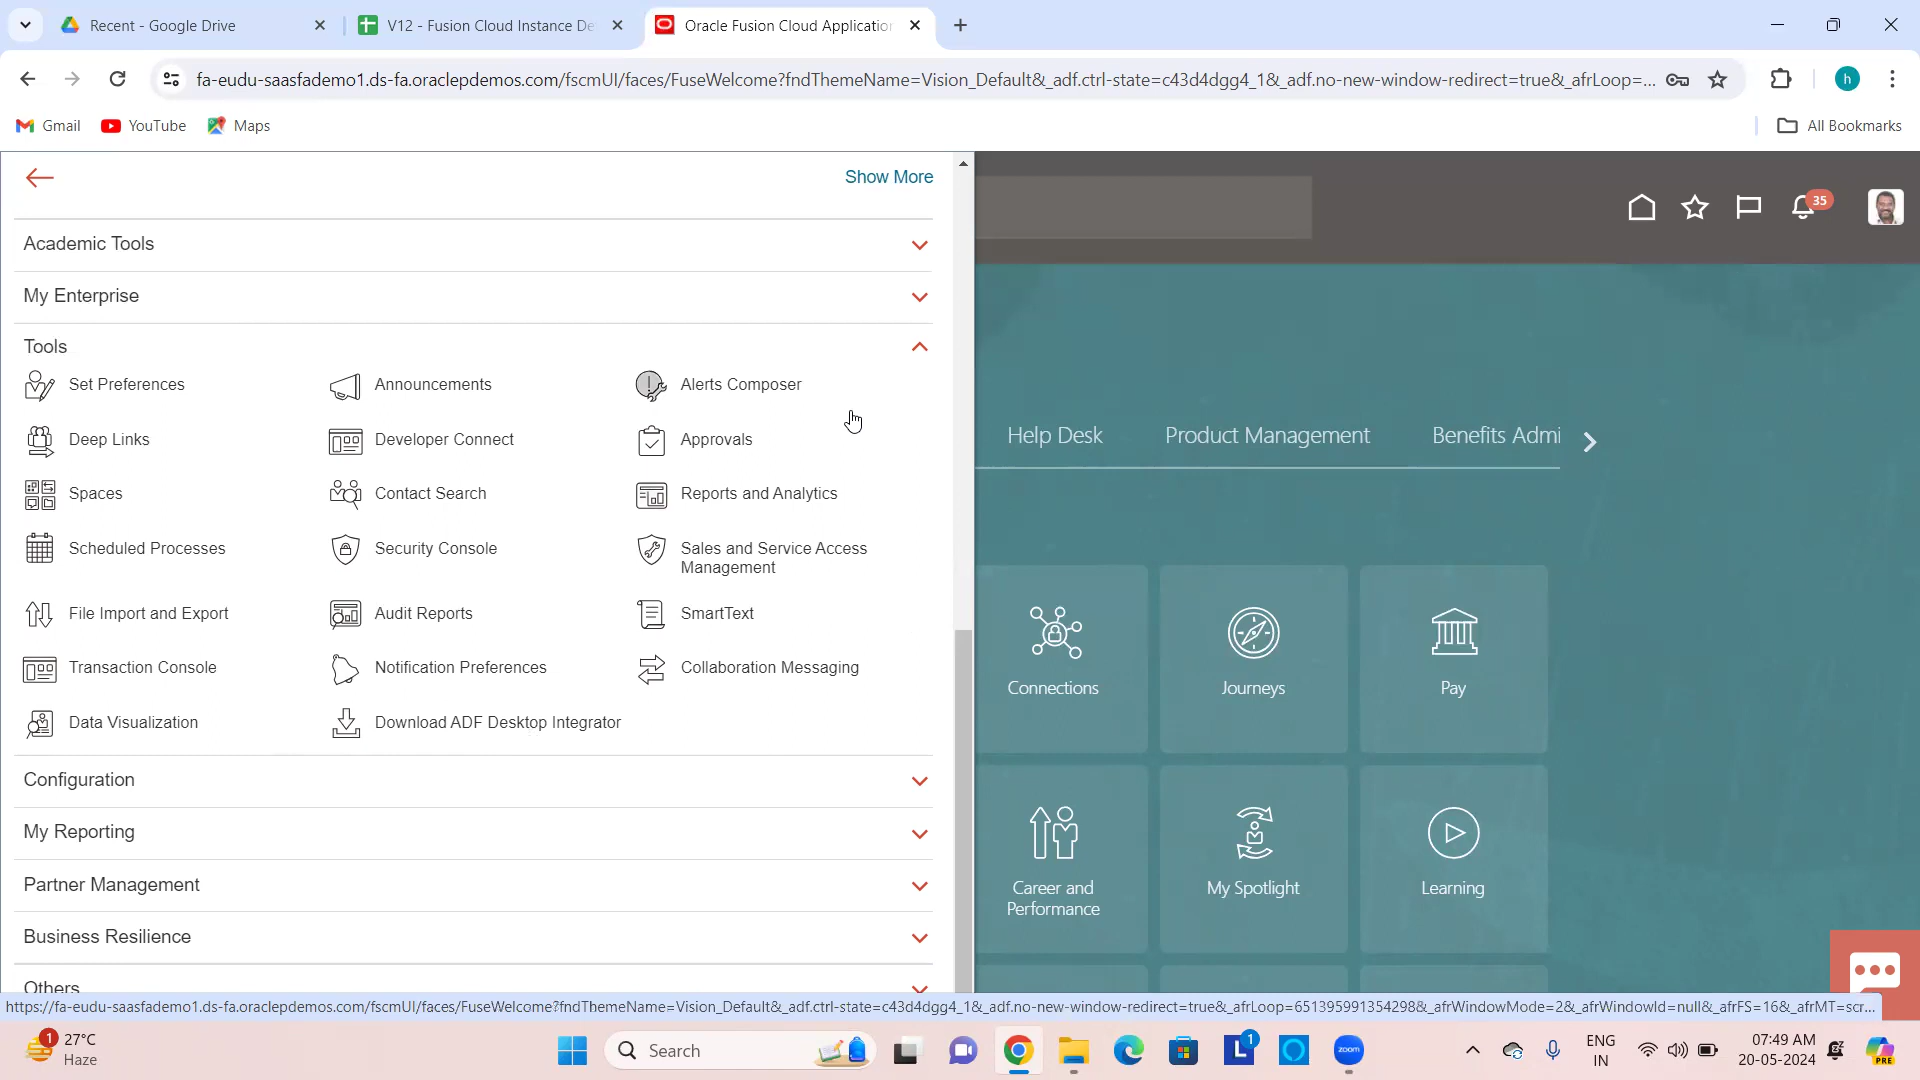 Recent - Google Drive
V12 - Fusion Cloud Instance De
Oracle Fusion Cloud Application
fa-eudu-saasfademo1.ds-fa.oraclepdemos.com/fscmUI/faces/FuseWelcome?fndThemeName=Vision_Default&_adf.ctrl-state=c43d4dgg4_1&_adf.no-new-window-redirect=true&_afrLoop=...
h
Gmail
YouTube
Maps
All Bookmarks
Show More
35
Academic Tools
My Enterprise
Tools
Set Preferences
Announcements
Alerts Composer
Deep Links
Developer Connect
Approvals
Spaces
Contact Search
Reports and Analytics
Scheduled Processes
Security Console
Sales and Service Access
Management
File Import and Export
Audit Reports
SmartText
Transaction Console
Notification Preferences
Collaboration Messaging
Data Visualization
Download ADF Desktop Integrator
Configuration
My Reporting
Partner Management
Business Resilience
Others
Help Desk
Product Management
Benefits Admi
Connections
Journeys
Pay
Career and
Performance
My Spotlight
Learning
https://fa-eudu-saasfademo1.ds-fa.oraclepdemos.com/fscmUI/faces/FuseWelcome?fndThemeName=Vision_Default&_adf.ctrl-state=c43d4dgg4_1&_adf.no-new-window-redirect=true&_afrLoop=651395991354298&_afrWindowMode=2&_afrWindowId=null&_afrFS=16&_afrMT=scr...
1
27°C
Haze
Search
L
1
zoom
ENG
IN
07:49 AM
20-05-2024
PRE